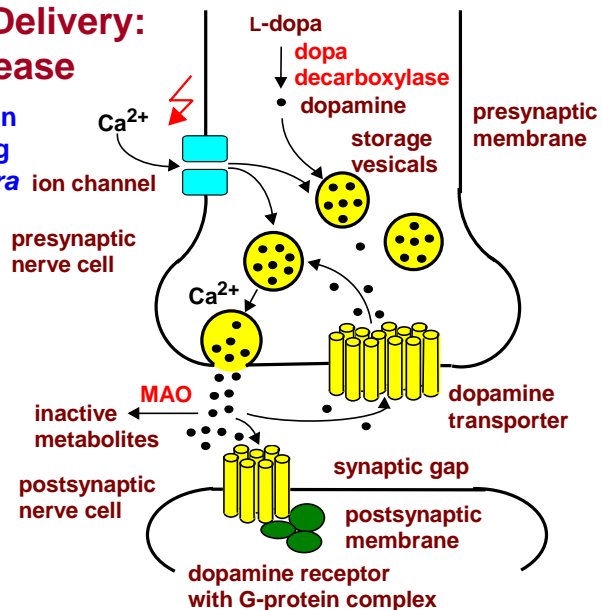 Delivery:
ease
n
g
ra
L-dopa
dopa
decarboxylase
dopamine
Ca2+
storage
vesicals
presynaptic
membrane
ion channel
presynaptic
nerve cell
Ca2+
MAO
inactive
metabolites
dopamine
transporter
synaptic gap
postsynaptic
nerve cell
postsynaptic
membrane
dopamine receptor
with G-protein complex